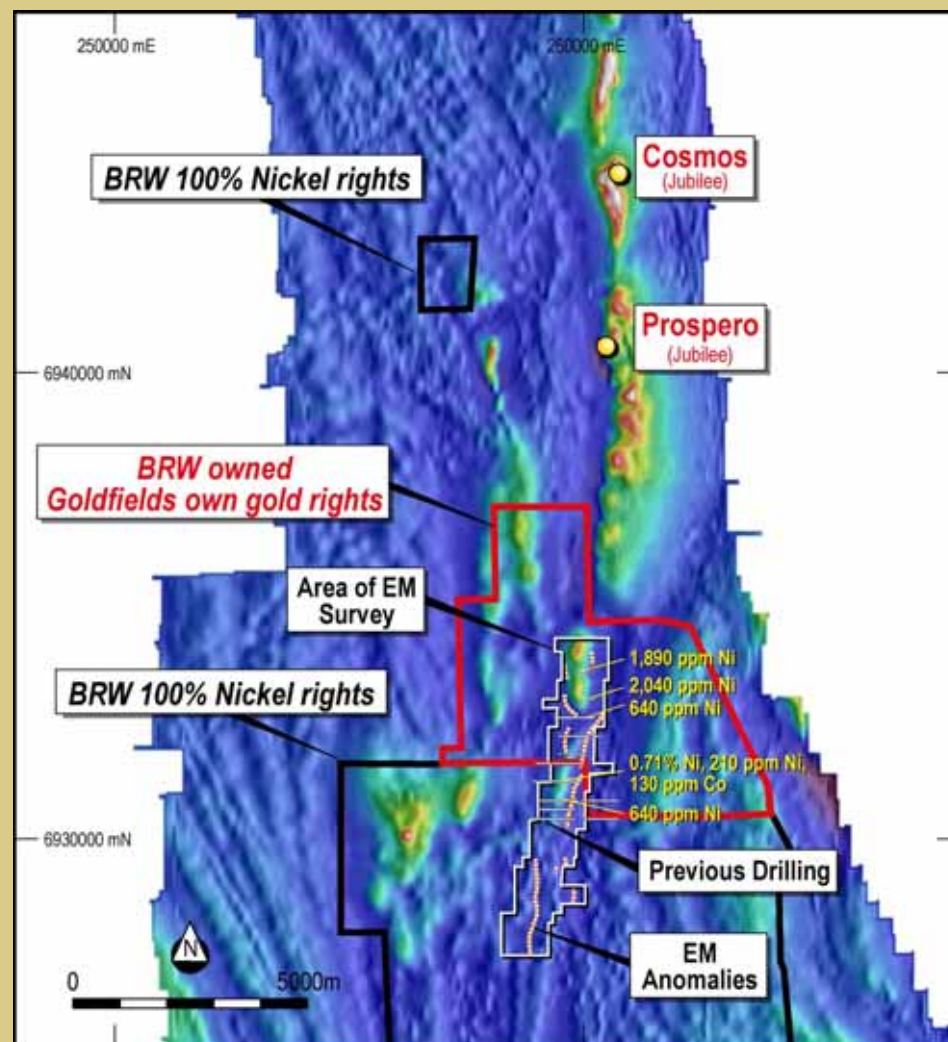 250000 mE
250000 mE
Cosmos
(Jubilee)
BRW 100% Nickel rights
Prospero
(Jubilee)
6940000 mN
BRW owned
Goldfields own gold rights
Area of EM
Survey
1,890 ppm Ni
BRW 100% Nickel rights
2,040 ppm Ni
640 ppm Ni
0.71% Ni, 210 ppm Ni,
130 ppm Co
640 ppm Ni
6930000 mN
Previous Drilling
N
EM
Anomalies
0
5000m